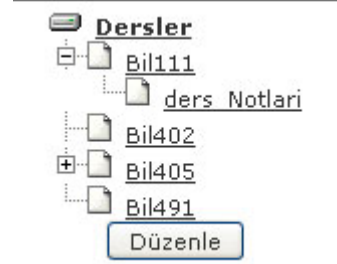 Dersler
Bil111
ders_Notlari
Bil402
Bil405
Bil491
Düzenle